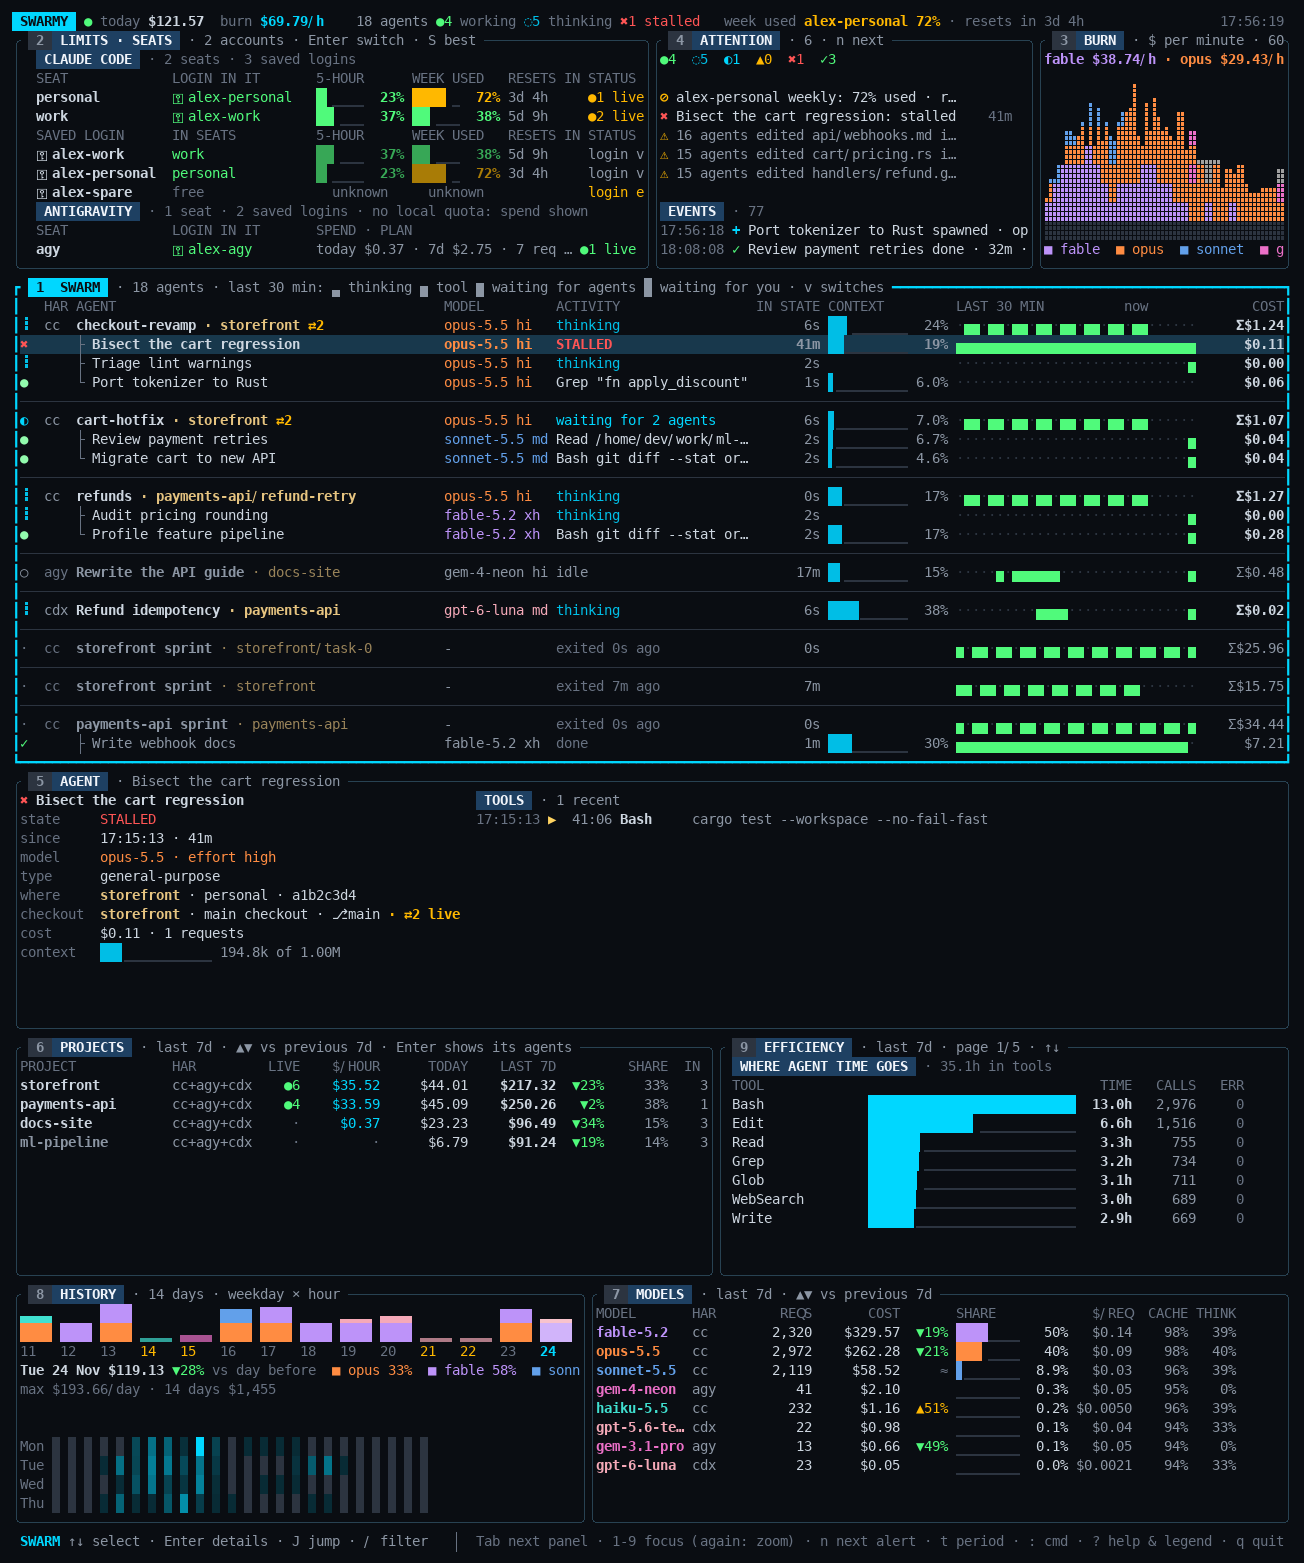 SWARMY ● today $121.57 burn $69.79/h 18 agents ●4 working ◌5 thinking ✖1 stalled week used alex-personal 72% · resets in 3d 4h 17:56:19
2 LIMITS · SEATS · 2 accounts · Enter switch · S best
CLAUDE CODE · 2 seats · 3 saved logins
SEAT LOGIN IN IT 5-HOUR WEEK USED RESETS IN STATUS
personal ⚿ alex-personal 23% 72% 3d 4h ●1 live
work ⚿ alex-work 37% 38% 5d 9h ●2 live
SAVED LOGIN IN SEATS 5-HOUR WEEK USED RESETS IN STATUS
⚿ alex-work work 37% 38% 5d 9h login v
⚿ alex-personal personal 23% 72% 3d 4h login v
⚿ alex-spare free unknown unknown login e
ANTIGRAVITY · 1 seat · 2 saved logins · no local quota: spend shown
SEAT LOGIN IN IT SPEND · PLAN
agy ⚿ alex-agy today $0.37 · 7d $2.75 · 7 req … ●1 live
4 ATTENTION · 6 · n next
●4 ◌5 ◐1 ▲0 ✖1 ✓3
⊘ alex-personal weekly: 72% used · r…
✖ Bisect the cart regression: stalled 41m
⚠ 16 agents edited api/webhooks.md i…
⚠ 15 agents edited cart/pricing.rs i…
⚠ 15 agents edited handlers/refund.g…
EVENTS · 77
17:56:18 + Port tokenizer to Rust spawned · op
18:08:08 ✓ Review payment retries done · 32m ·
3 BURN · $ per minute · 60
fable $38.74/h · opus $29.43/h
■ fable ■ opus ■ sonnet ■ g
1 SWARM · 18 agents · last 30 min: ▄ thinking ▅ tool ▆ waiting for agents █ waiting for you · v switches
HAR AGENT MODEL ACTIVITY IN STATE CONTEXT LAST 30 MIN now COST
cc checkout-revamp · storefront ⇄2 opus-5.5 hi thinking 6s 24% Σ$1.24
✖ ├ Bisect the cart regression opus-5.5 hi STALLED 41m 19% $0.11
├ Triage lint warnings opus-5.5 hi thinking 2s $0.00
● └ Port tokenizer to Rust opus-5.5 hi Grep "fn apply_discount" 1s 6.0% $0.06
◐ cc cart-hotfix · storefront ⇄2 opus-5.5 hi waiting for 2 agents 6s 7.0% Σ$1.07
● ├ Review payment retries sonnet-5.5 md Read /home/dev/work/ml-… 2s 6.7% $0.04
● └ Migrate cart to new API sonnet-5.5 md Bash git diff --stat or… 2s 4.6% $0.04
cc refunds · payments-api/refund-retry opus-5.5 hi thinking 0s 17% Σ$1.27
├ Audit pricing rounding fable-5.2 xh thinking 2s $0.00
● └ Profile feature pipeline fable-5.2 xh Bash git diff --stat or… 2s 17% $0.28
○ agy Rewrite the API guide · docs-site gem-4-neon hi idle 17m 15% Σ$0.48
cdx Refund idempotency · payments-api gpt-6-luna md thinking 6s 38% Σ$0.02
· cc storefront sprint · storefront/task-0 - exited 0s ago 0s Σ$25.96
· cc storefront sprint · storefront - exited 7m ago 7m Σ$15.75
· cc payments-api sprint · payments-api - exited 0s ago 0s Σ$34.44
✓ ├ Write webhook docs fable-5.2 xh done 1m 30% $7.21
5 AGENT · Bisect the cart regression
✖ Bisect the cart regression
state STALLED
since 17:15:13 · 41m
model opus-5.5 · effort high
type general-purpose
where storefront · personal · a1b2c3d4
checkout storefront · main checkout · ⎇main · ⇄2 live
cost $0.11 · 1 requests
context 194.8k of 1.00M
TOOLS · 1 recent
17:15:13 ▶ 41:06 Bash cargo test --workspace --no-fail-fast
6 PROJECTS · last 7d · ▲▼ vs previous 7d · Enter shows its agents
PROJECT HAR LIVE $/HOUR TODAY LAST 7D SHARE IN
storefront cc+agy+cdx ●6 $35.52 $44.01 $217.32 ▼23% 33% 3
payments-api cc+agy+cdx ●4 $33.59 $45.09 $250.26 ▼2% 38% 1
docs-site cc+agy+cdx · $0.37 $23.23 $96.49 ▼34% 15% 3
ml-pipeline cc+agy+cdx · · $6.79 $91.24 ▼19% 14% 3
9 EFFICIENCY · last 7d · page 1/5 · ↑↓
WHERE AGENT TIME GOES · 35.1h in tools
TOOL TIME CALLS ERR
Bash 13.0h 2,976 0
Edit 6.6h 1,516 0
Read 3.3h 755 0
Grep 3.2h 734 0
Glob 3.1h 711 0
WebSearch 3.0h 689 0
Write 2.9h 669 0
8 HISTORY · 14 days · weekday × hour
11 12 13 14 15 16 17 18 19 20 21 22 23 24
Tue 24 Nov $119.13 ▼28% vs day before ■ opus 33% ■ fable 58% ■ sonn
max $193.66/day · 14 days $1,455
Mon
Tue
Wed
Thu
7 MODELS · last 7d · ▲▼ vs previous 7d
MODEL HAR REQS COST SHARE $/REQ CACHE THINK
fable-5.2 cc 2,320 $329.57 ▼19% 50% $0.14 98% 39%
opus-5.5 cc 2,972 $262.28 ▼21% 40% $0.09 98% 40%
sonnet-5.5 cc 2,119 $58.52 ≈ 8.9% $0.03 96% 39%
gem-4-neon agy 41 $2.10 0.3% $0.05 95% 0%
haiku-5.5 cc 232 $1.16 ▲51% 0.2% $0.0050 96% 39%
gpt-5.6-te… cdx 22 $0.98 0.1% $0.04 94% 33%
gem-3.1-pro agy 13 $0.66 ▼49% 0.1% $0.05 94% 0%
gpt-6-luna cdx 23 $0.05 0.0% $0.0021 94% 33%
SWARM ↑↓ select · Enter details · J jump · / filter │ Tab next panel · 1-9 focus (again: zoom) · n next alert · t period · : cmd · ? help & legend · q quit